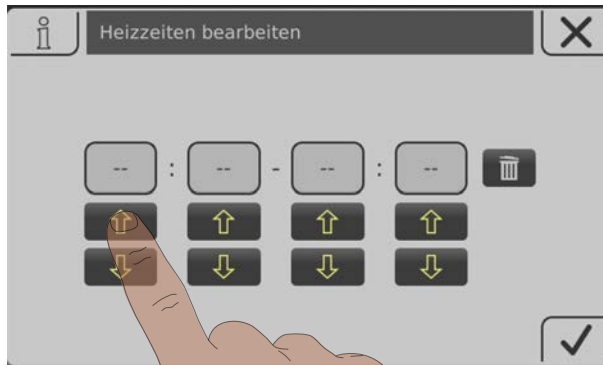 Heizzeiten bearbeiten
-- : -- - -- : --